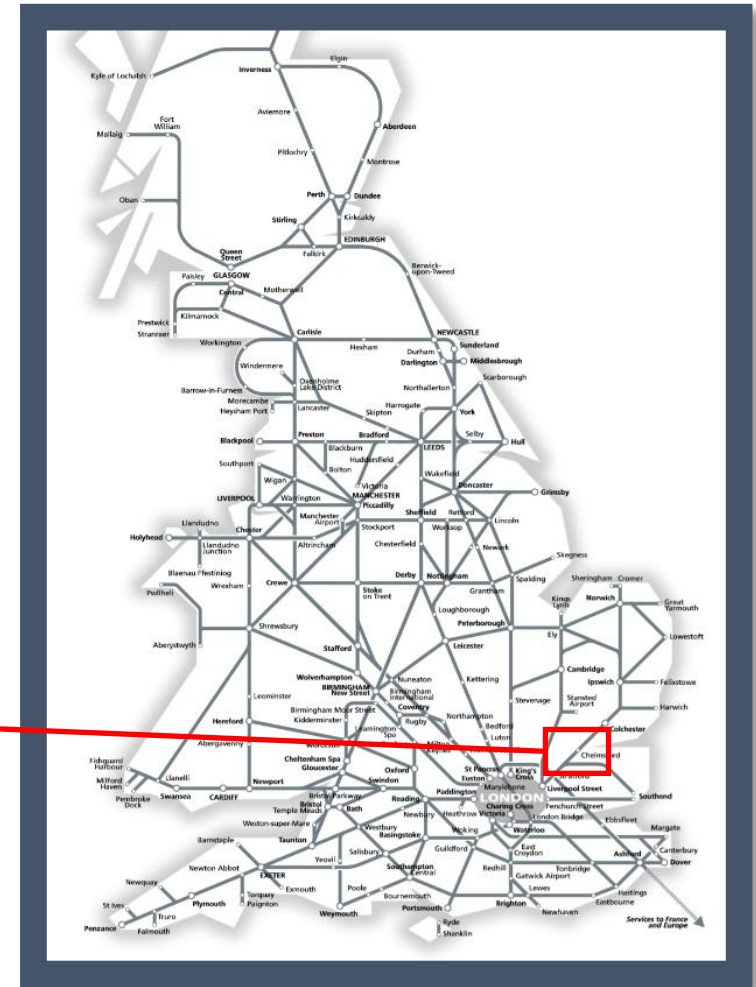 Elgin
Kyle of Lochalsh
Inverness
Aviemore
Fort
William
Mallaig
Aberdeen
Pitlochry
Montrose
Oban
Perth
Dundee
Stirling
Kirkcaldy
Queen
Street
Falkirk
EDINBURGH
Berwick-
upon-Tweed
Paisley
GLASGOW
Central
Motherwell
Prestwick
Kilmarnock
Stranraer
Carlisle
NEWCASTLE
Workington
Hexham
Durham
Sunderland
Darlington
Middlesbrough
Windermere
Oxenholme
Lake District
Northallerton
Scarborough
Barrow-in-Furness
Morecambe
Heysham Port
Lancaster
Skipton
Harrogate
York
Blackpool
Preston
Blackburn
Bradford
LEEDS
Selby
Hull
Southport
Bolton
Huddersfield
Wakefield
Wigan
Victoria
MANCHESTER
Piccadilly
Doncaster
Grimsby
LIVERPOOL
Warrington
Manchester
Airport
Stockport
Sheffield
Retford
Lincoln
Llandudno
Chester
Worksop
Holyhead
Llandudno
Junction
Altrincham
Chesterfield
Newark
Skegness
Blaenau Ffestiniog
Wrexham
Crewe
Stoke
on Trent
Derby
Nottingham
Grantham
Spalding
Sheringham
Cromer
Pwllheli
Kings
Lynn
Norwich
Great
Yarmouth
Loughborough
Peterborough
Ely
Lowestoft
Aberystwyth
Shrewsbury
Stafford
Leicester
Wolverhampton
Nuneaton
Cambridge
BIRMINGHAM
New Street
Birmingham
International
Kettering
Ipswich
Felixstowe
Leominster
Birmingham Moor Street
Coventry
Rugby
Northampton
Stevenage
Stansted
Airport
Harwich
Hereford
Kidderminster
Leamington
Spa
Bedford
Colchester
Abergavenny
Worcester
Milton
Keynes
Luton
Chelmsford
Fishguard
Harbour
Cheltenham Spa
Gloucester
Oxford
St Pancras
Euston
King's
Cross
Stratford
Milford
Haven
Llanelli
Newport
Swindon
Marylebone
Liverpool Street
Pembroke
Dock
Swansea
CARDIFF
Bristol Parkway
Reading
Paddington
LONDON
Southend
Bristol
Temple Meads
Bath
Newbury
Heathrow
Victoria
Charing Cross
Fenchurch Street
London Bridge
Ebbsfleet
Weston-super-Mare
Westbury
Basingstoke
Woking
Waterloo
Margate
Barnstaple
Taunton
Salisbury
Guildford
East
Croydon
Canterbury
Newton Abbot
Yeovil
Southampton
Central
Redhill
Gatwick Airport
Tonbridge
Ashford
Dover
EXETER
Newquay
Exmouth
Poole
Bournemouth
Lewes
Hastings
St Ives
Plymouth
Torquay
Paignton
Weymouth
Portsmouth
Brighton
Newhaven
Eastbourne
Truro
Penzance
Falmouth
Ryde
Shanklin
Services to France
and Europe